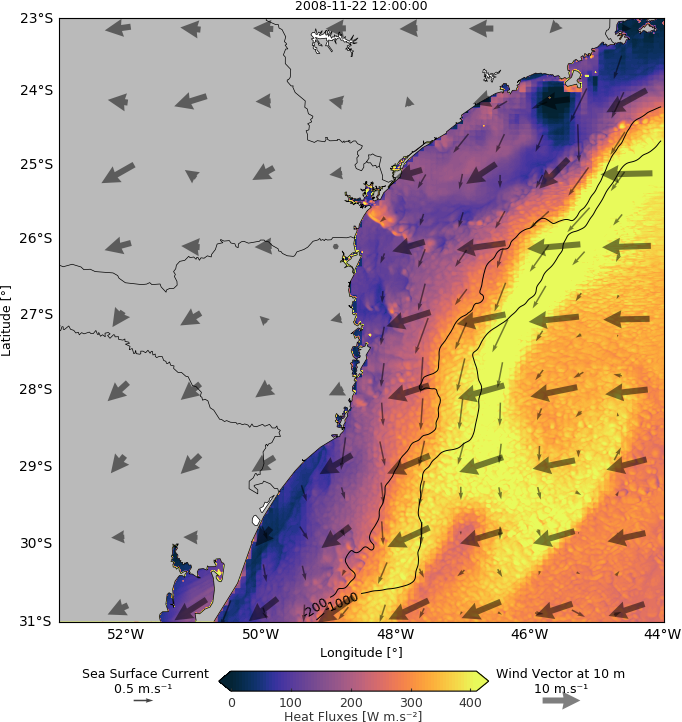 2008-11-22 12:00:00
23°S
24°S
25°S
26°S
27°S
28°S
29°S
30°S
31°S
Latitude [°]
200
1000
52°W 50°W 48°W 46°W 44°W
Longitude [°]
Sea Surface Current
0.5 m.s⁻¹
Wind Vector at 10 m
10 m.s⁻¹
0 100 200 300 400
Heat Fluxes [W m.s⁻²]